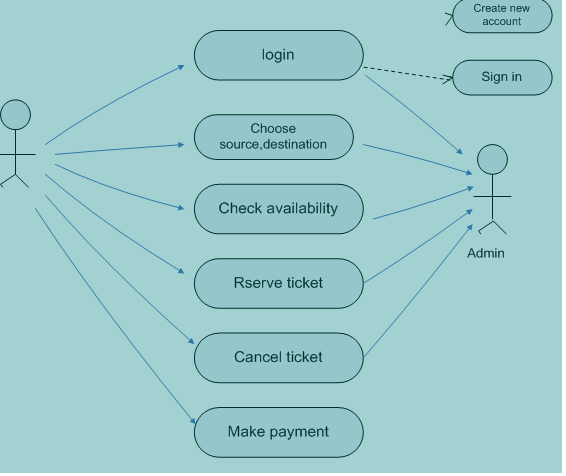 Create new
account
login
Sign in
Choose
source,destination
Check availability
Admin
Rserve ticket
Cancel ticket
Make payment